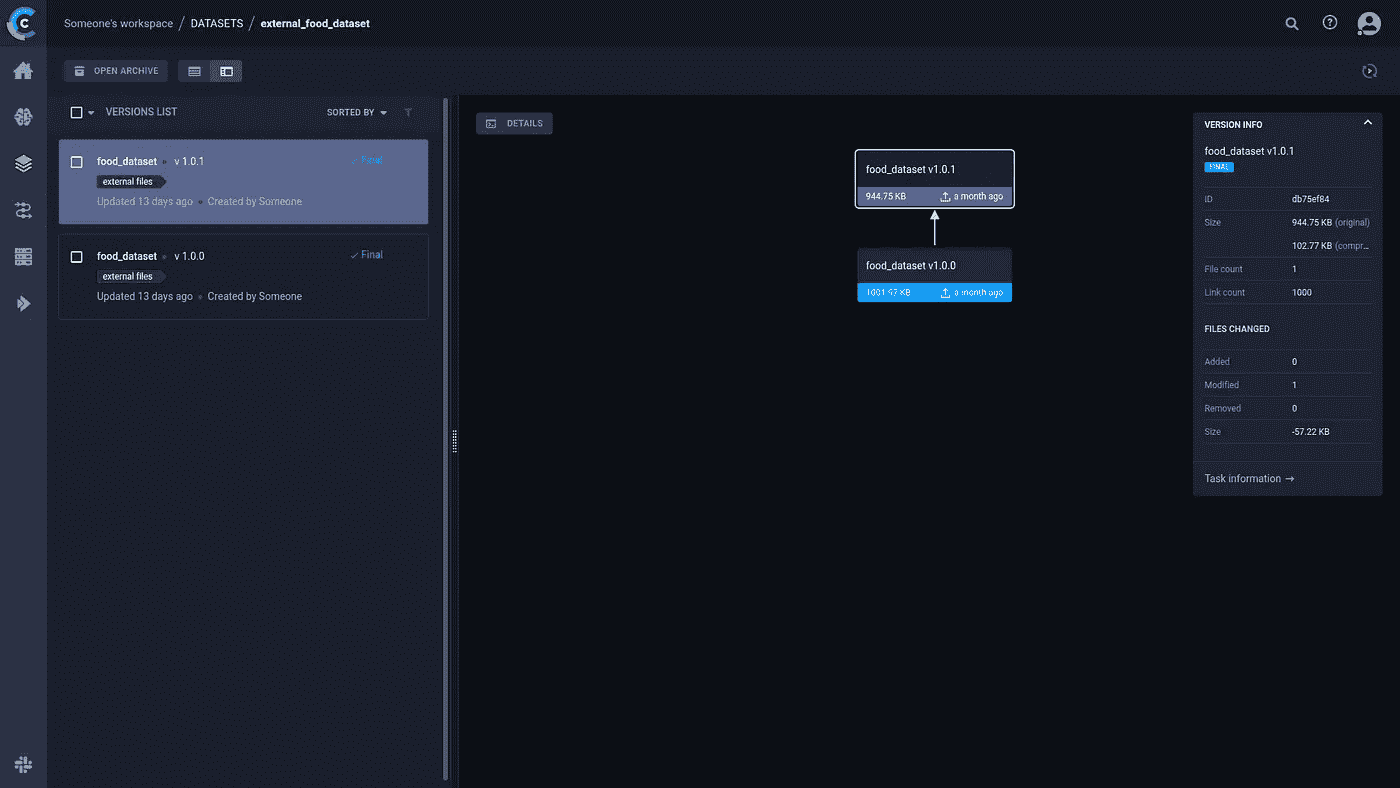 Someone's workspace / DATASETS / external_food_dataset
OPEN ARCHIVE
VERSIONS LIST
SORTED BY
food_dataset v 1.0.1
Final
external files
Updated 13 days ago Created by Someone
food_dataset v 1.0.0
Final
external files
Updated 13 days ago Created by Someone
DETAILS
food_dataset v1.0.1
944.75 KB a month ago
food_dataset v1.0.0
1001.97 KB a month ago
VERSION INFO
food_dataset v1.0.1
FINAL
ID db75ef84
Size 944.75 KB (original)
102.77 KB (compr...
File count 1
Link count 1000
FILES CHANGED
Added 0
Modified 1
Removed 0
Size -57.22 KB
Task information →